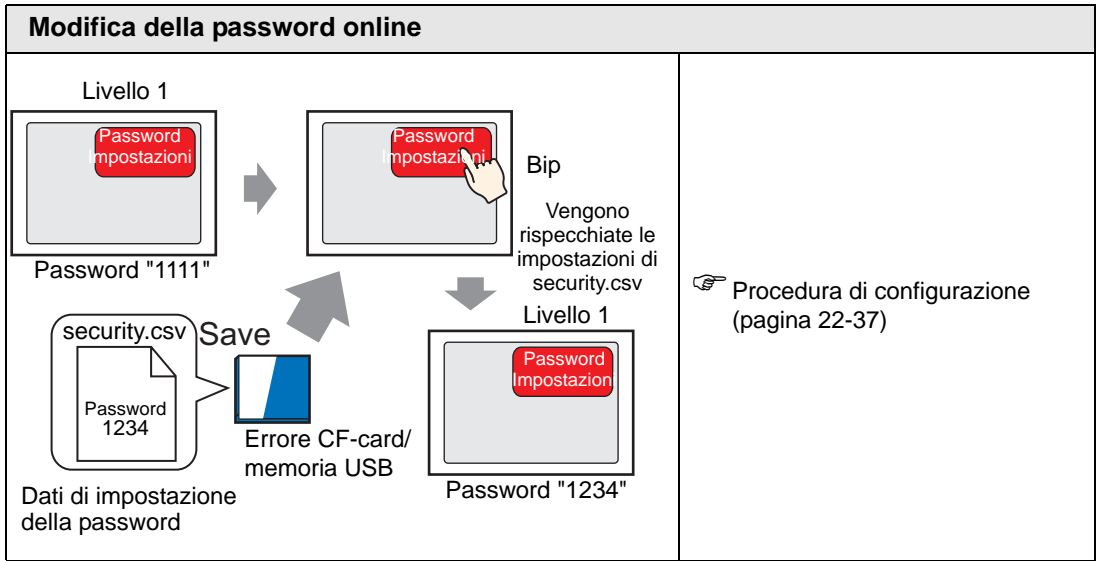 Modifica della password online
Livello 1
Password
Impostazioni
Password "1111"
Password
Impostazioni
Bip
Vengono
rispecchiate le
impostazioni di
security.csv
security.csv
Save
Password
1234
Dati di impostazione
della password
Errore CF-card/
memoria USB
Livello 1
Password
Impostazioni
Password "1234"
☞ Procedura di configurazione
(pagina 22-37)